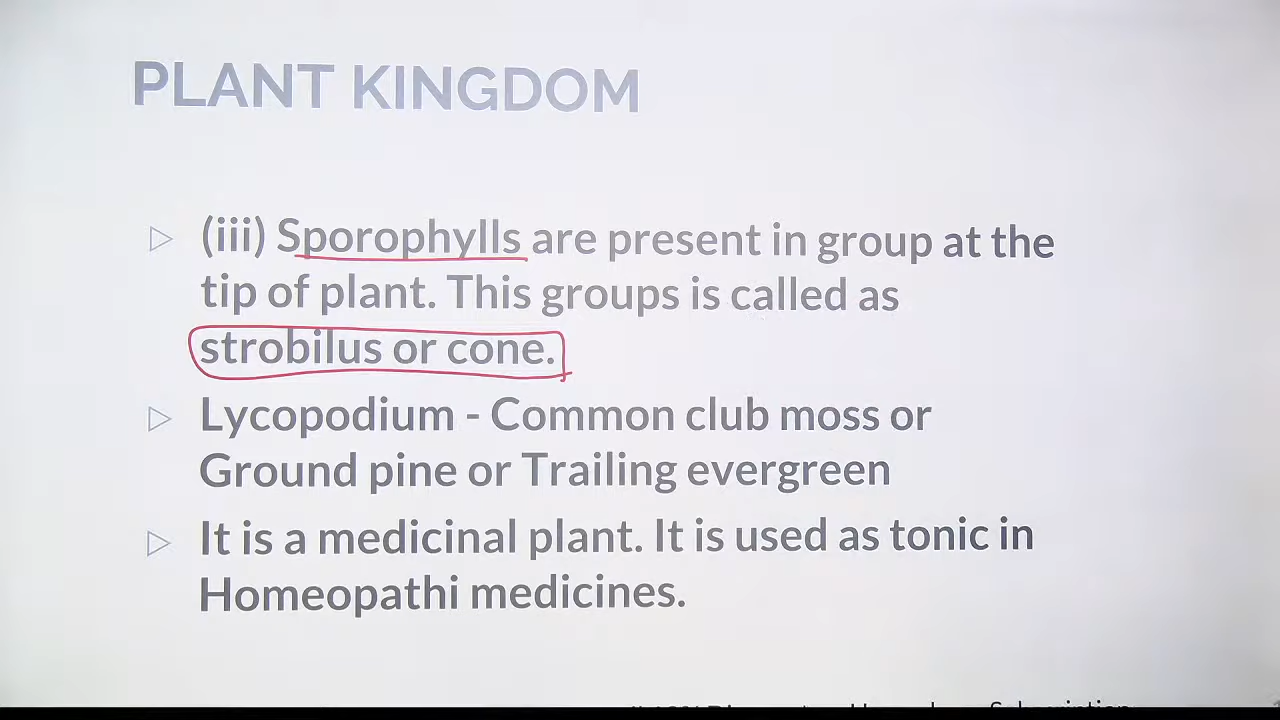 PLANT KINGDOM
(iii) Sporophylls are present in group at the
tip of plant. This groups is called as
strobilus or cone.
Lycopodium - Common club moss or
Ground pine or Trailing evergreen
It is a medicinal plant. It is used as tonic in
Homeopathi medicines.